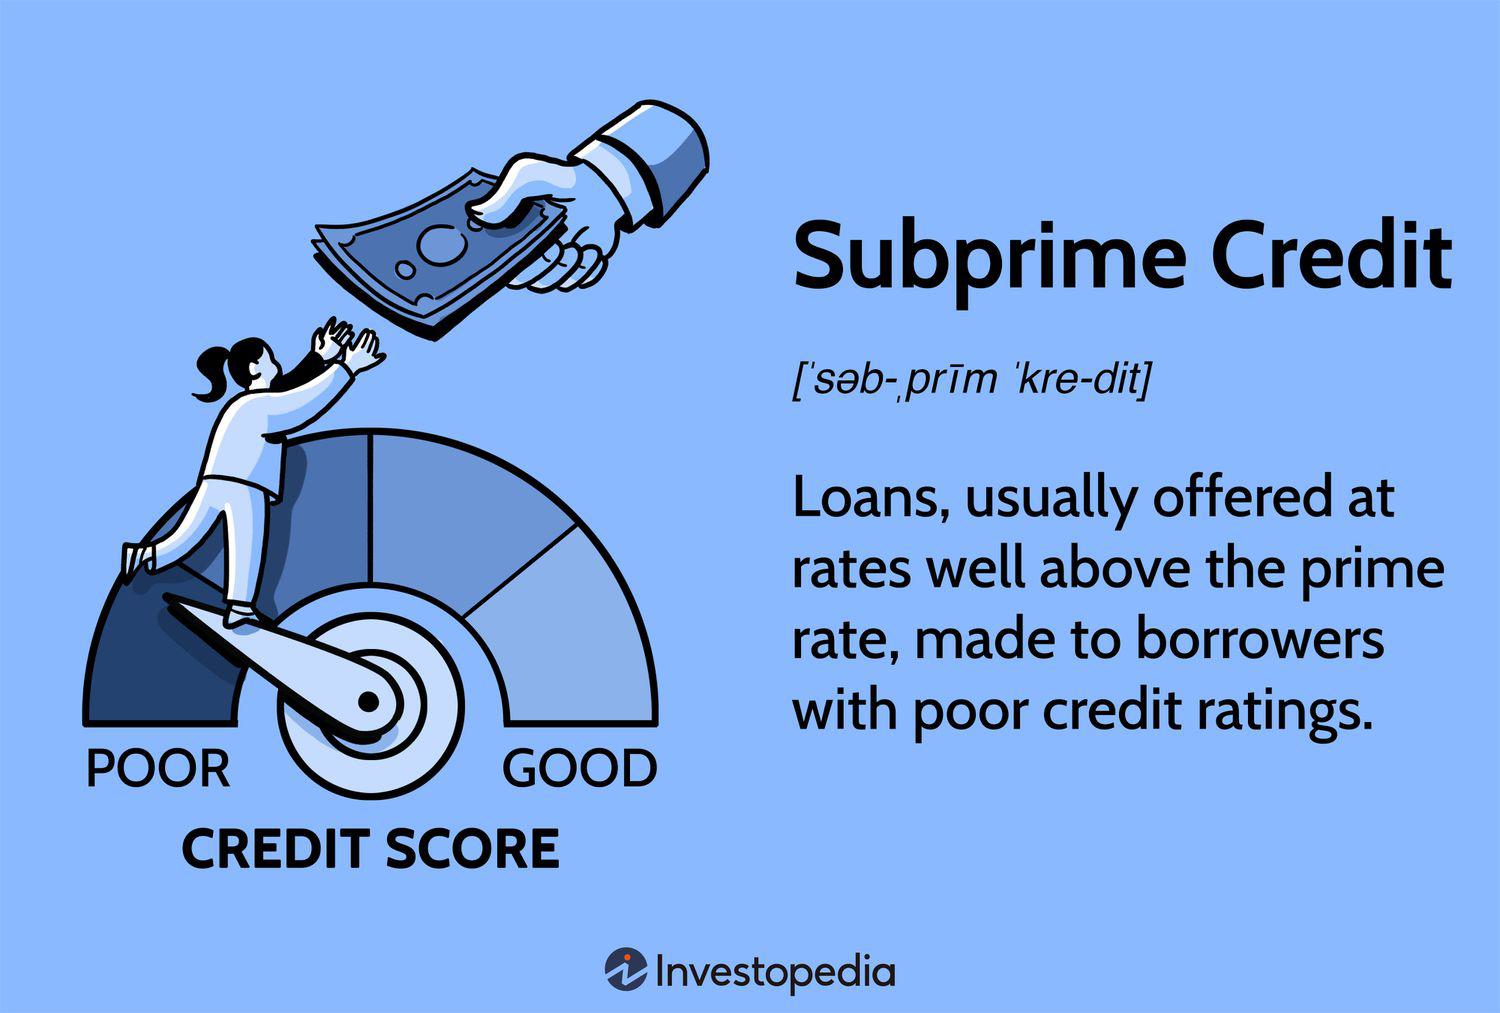 Subprime Credit
[ˈsəb-ˌprīm ˈkre-dit]
Loans, usually offered at
rates well above the prime
rate, made to borrowers
with poor credit ratings.
POOR
GOOD
CREDIT SCORE
Investopedia